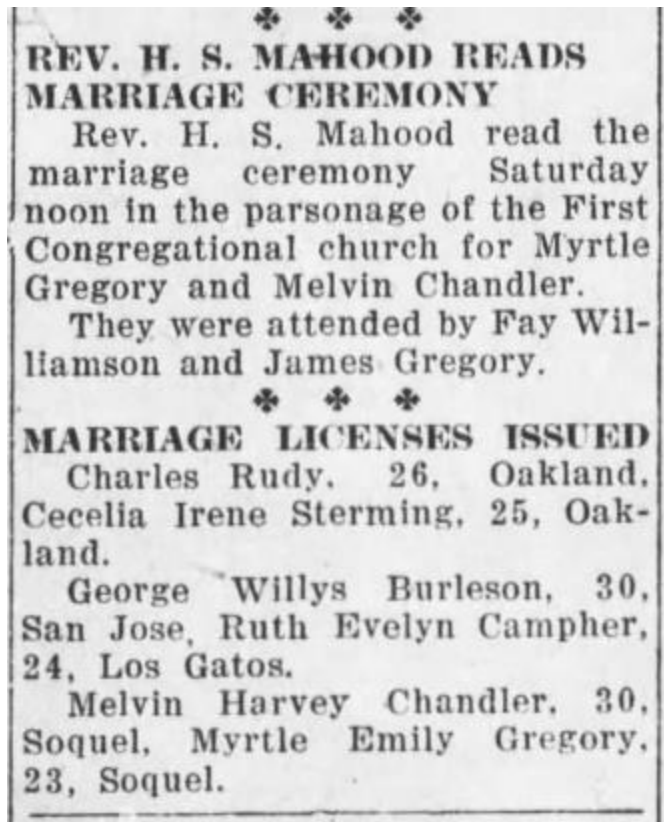 REV. H. S. MAHOOD READS
MARRIAGE CEREMONY
Rev. H. S. Mahood read the
marriage ceremony Saturday
noon in the parsonage of the First
Congregational church for Myrtle
Gregory and Melvin Chandler.
They were attended by Fay Wil-
liamson and James Gregory.
MARRIAGE LICENSES ISSUED
Charles Rudy, 26, Oakland,
Cecelia Irene Sterming, 25, Oak-
land.
George Willys Burleson, 30,
San Jose, Ruth Evelyn Campher,
24, Los Gatos.
Melvin Harvey Chandler, 30,
Soquel, Myrtle Emily Gregory,
23, Soquel.